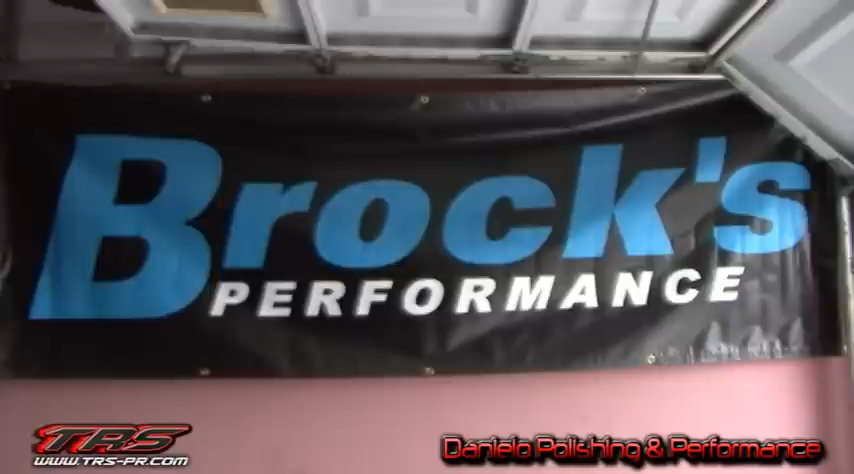 Brock's
PERFORMANCE
TRS
WWW.TRS-PR.COM
Danielo Polishing & Performance